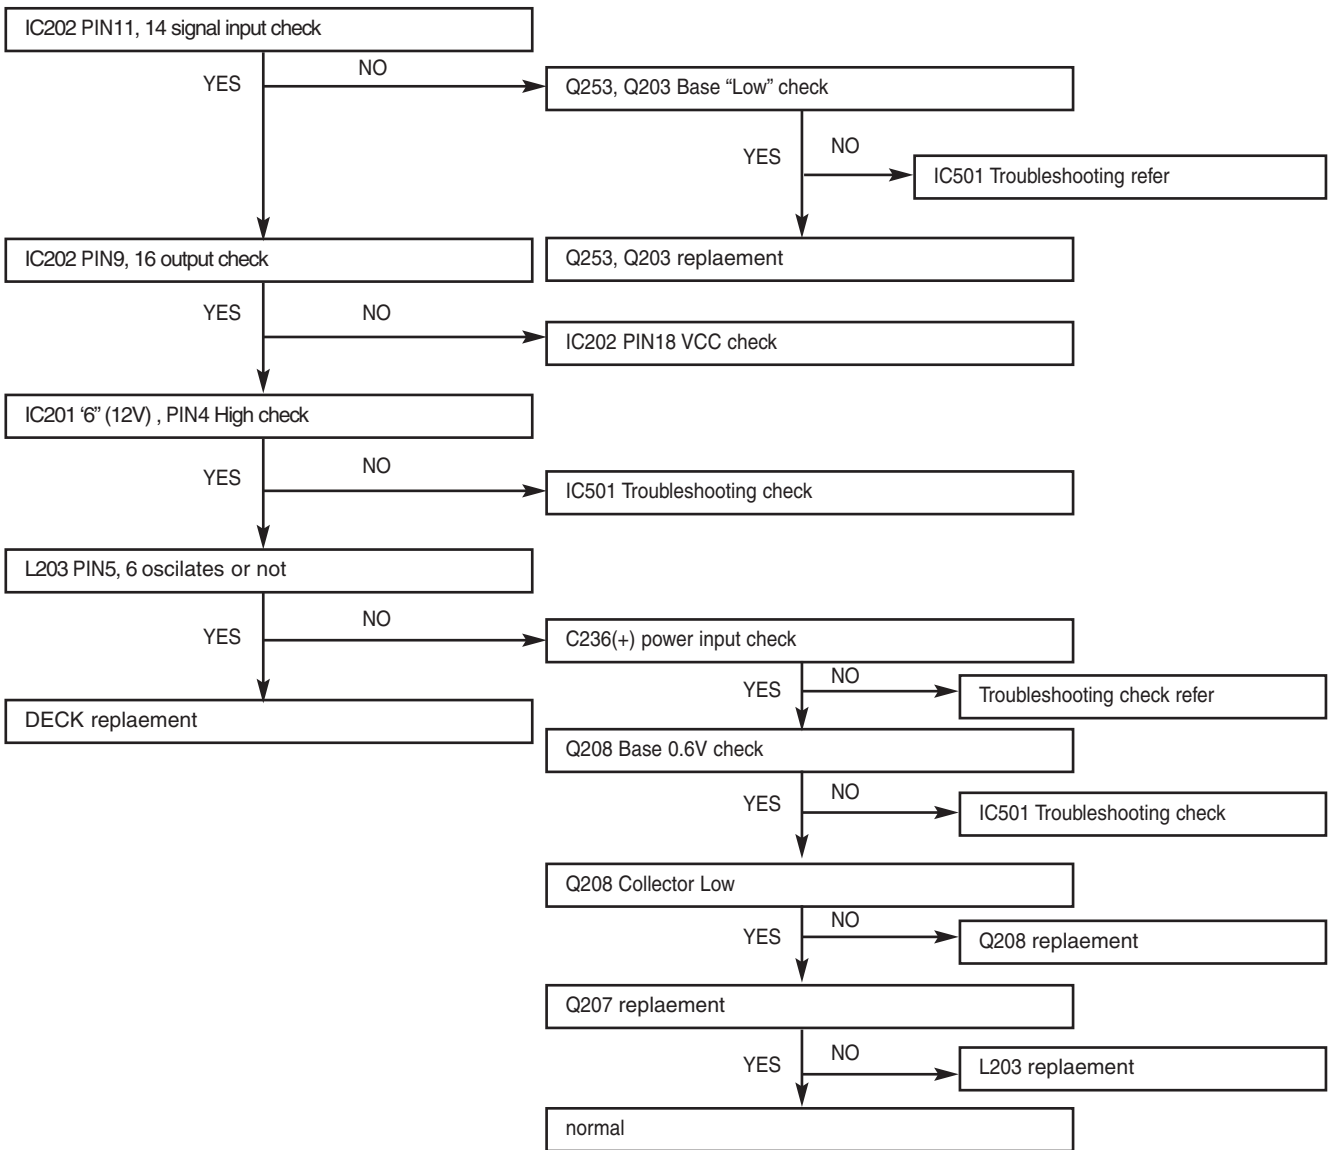 IC202 PIN11, 14 signal input check
YES
NO
Q253, Q203 Base “Low” check
YES
NO
IC501 Troubleshooting refer
IC202 PIN9, 16 output check
Q253, Q203 replaement
YES
NO
IC202 PIN18 VCC check
IC201 ‘6” (12V) , PIN4 High check
YES
NO
IC501 Troubleshooting check
L203 PIN5, 6 oscilates or not
YES
NO
C236(+) power input check
YES
NO
Troubleshooting check refer
DECK replaement
Q208 Base 0.6V check
YES
NO
IC501 Troubleshooting check
Q208 Collector Low
YES
NO
Q208 replaement
Q207 replaement
YES
NO
L203 replaement
normal